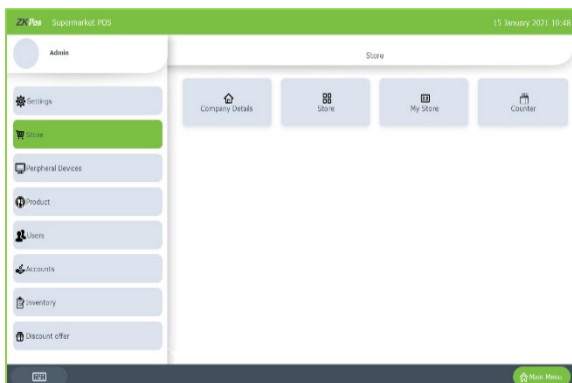 ZKPos Supermarket POS
15 January 2021 10:48
Admin
Store
Settings
Store
Perpheral Devices
Product
Users
Accounts
Inventory
Discount offer
Company Details
Store
My Store
Counter
Main Menu